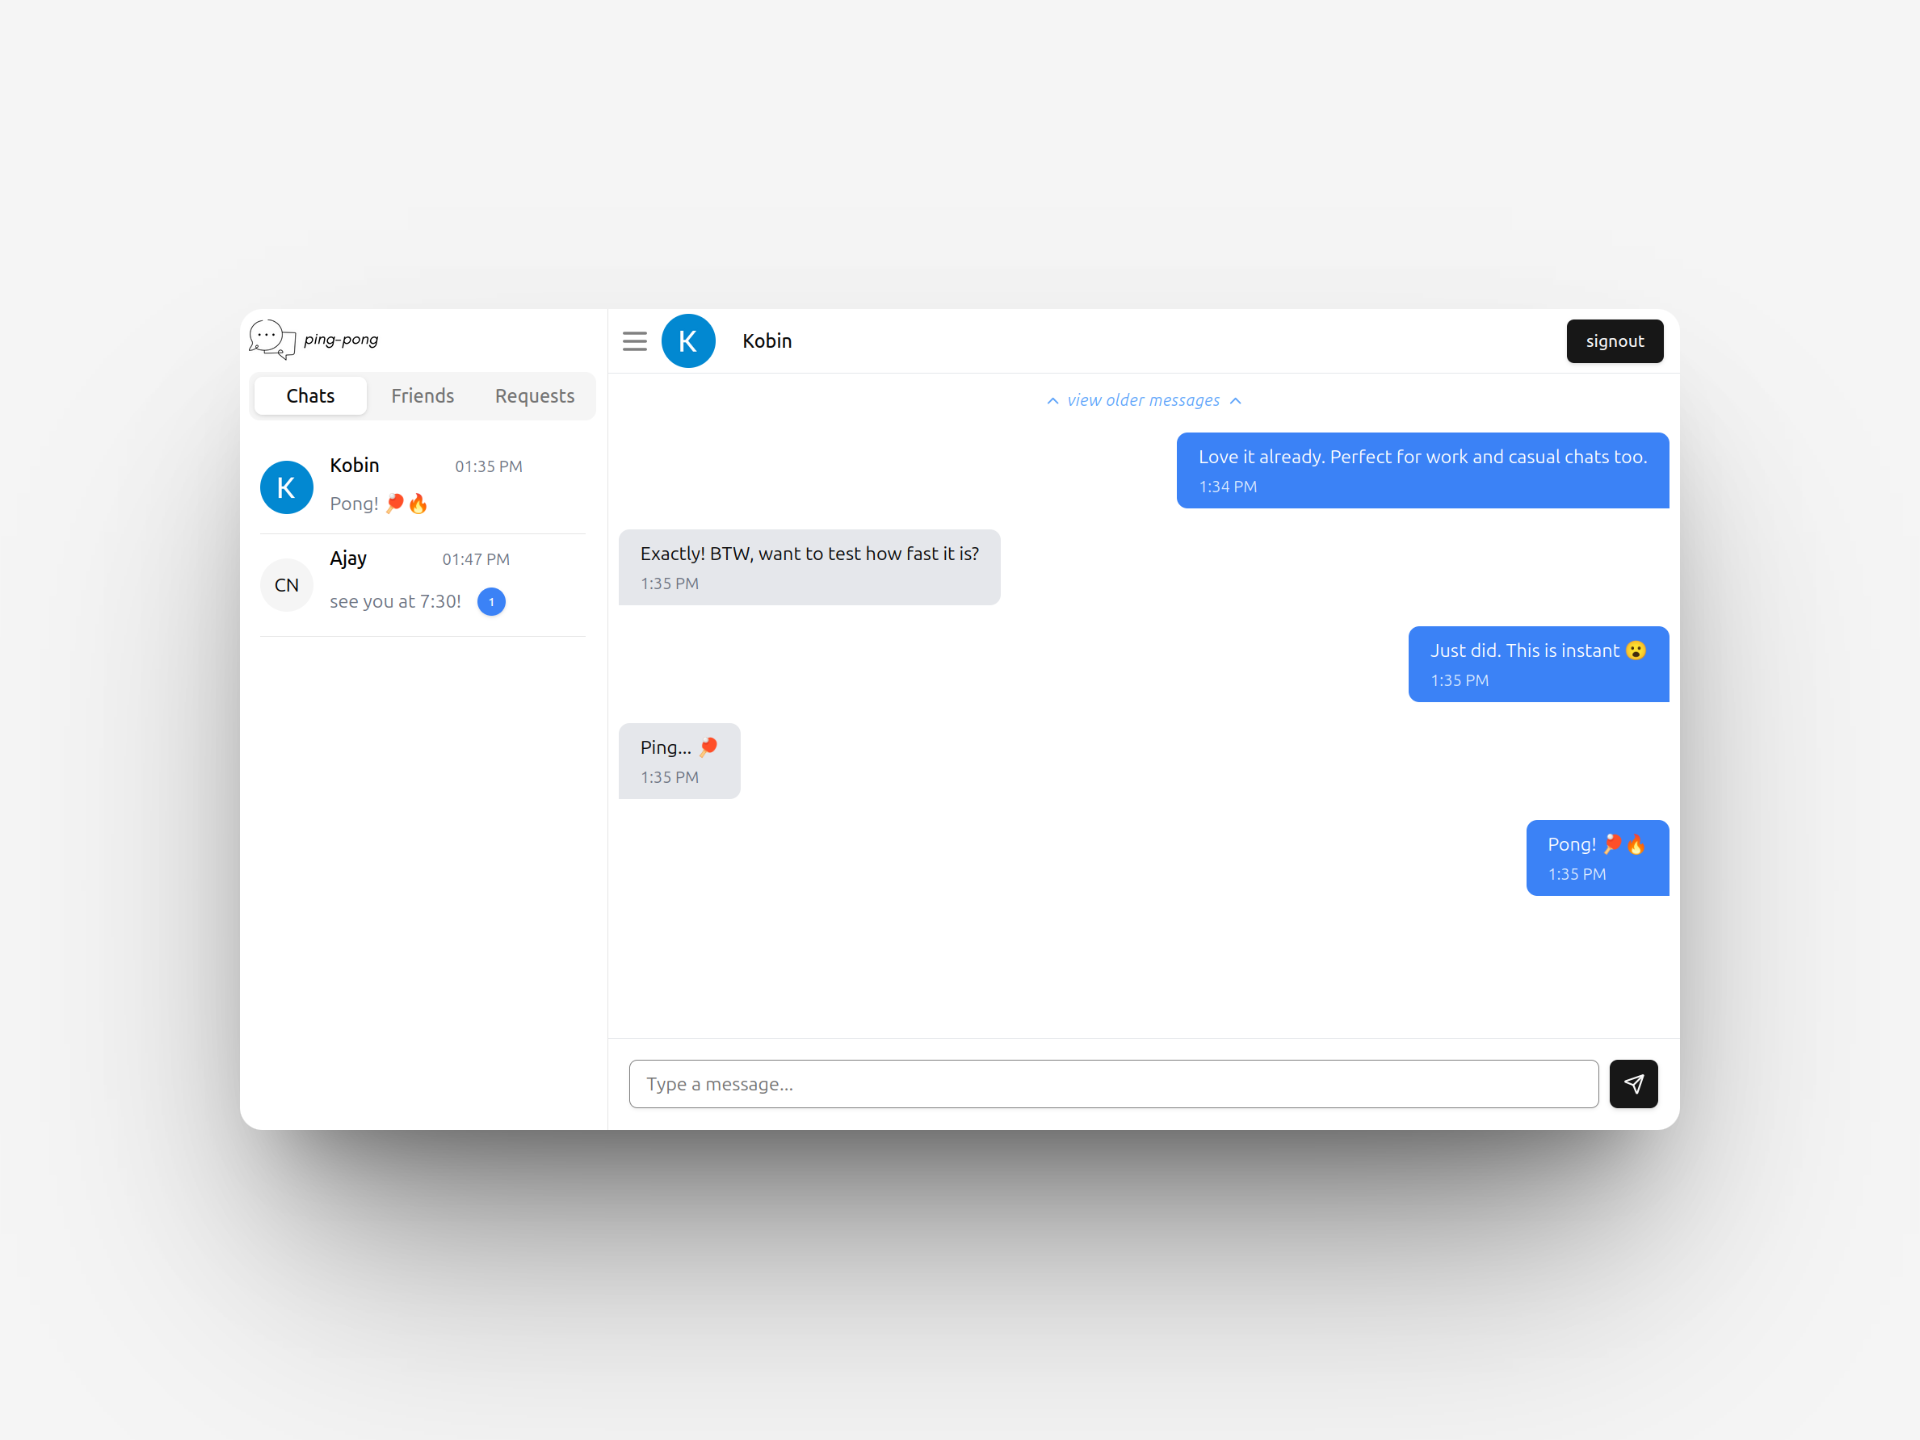 ping-pong
Chats Friends Requests
K
Kobin 01:35 PM
Pong! 🏓🔥
CN
Ajay 01:47 PM
see you at 7:30! 1
K Kobin
signout
view older messages
Love it already. Perfect for work and casual chats too.
1:34 PM
Exactly! BTW, want to test how fast it is?
1:35 PM
Just did. This is instant 😮
1:35 PM
Ping... 🏓
1:35 PM
Pong! 🏓🔥
1:35 PM
Type a message...